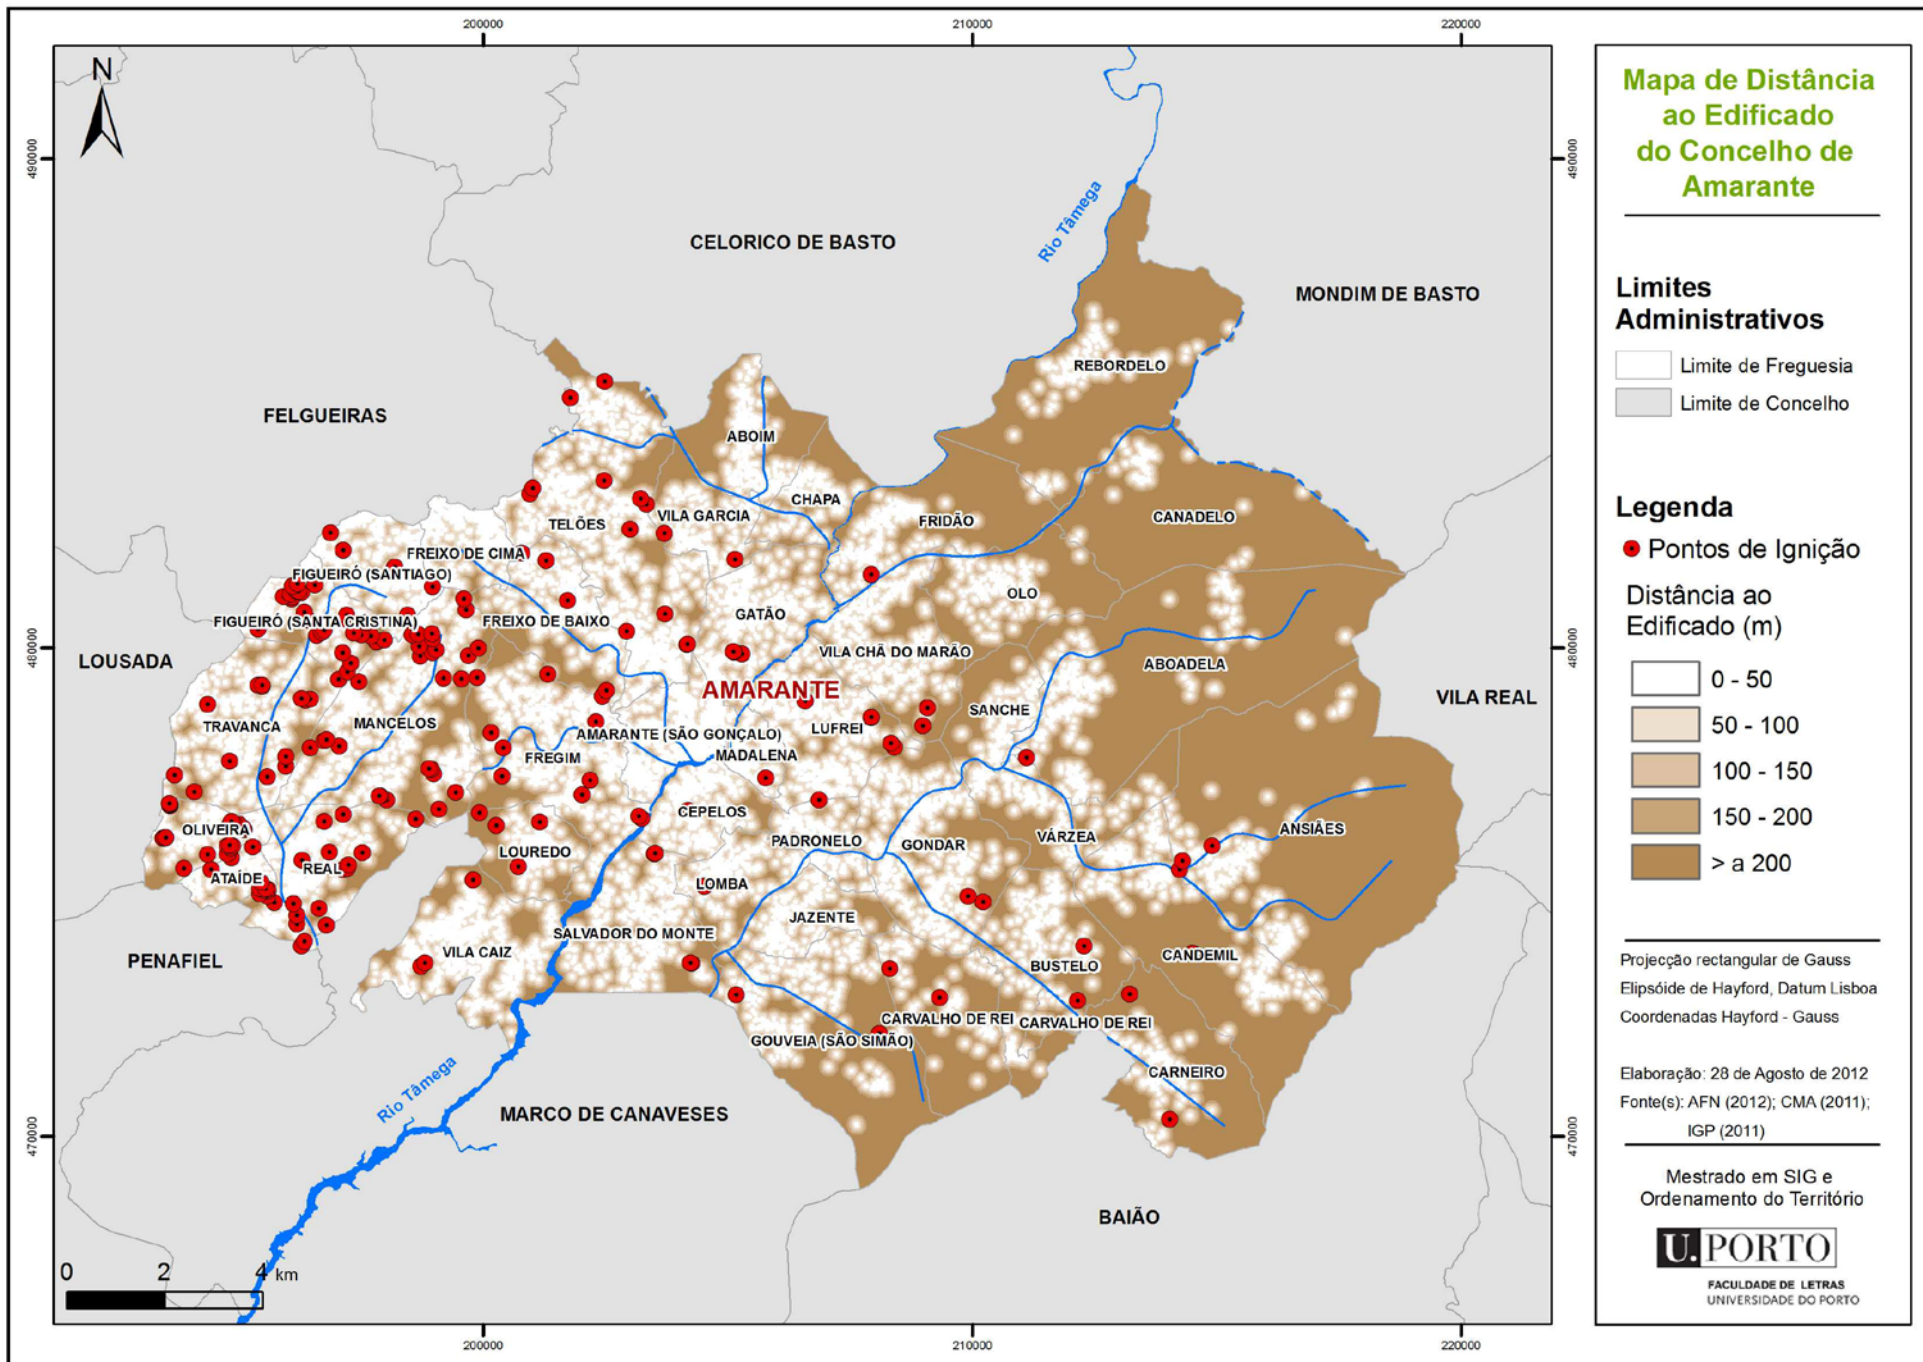 200000
210000
220000
N
490000
490000
Rio Tâmega
CELORICO DE BASTO
MONDIM DE BASTO
REBORDELO
FELGUEIRAS
ABOIM
CHAPA
VILA GARCIA
TELÕES
FRIDÃO
CANADELO
FREIXO DE CIMA
FIGUEIRÓ (SANTIAGO)
OLO
GATÃO
FIGUEIRÓ (SANTA CRISTINA)
FREIXO DE BAIXO
480000
480000
LOUSADA
VILA CHÃ DO MARÃO
ABOADELA
AMARANTE
VILA REAL
SANCHE
TRAVANCA
MANCELOS
LUFREI
AMARANTE (SÃO GONÇALO)
FREGIM
MADALENA
CEPELOS
OLIVEIRA
PADRONELO
GONDAR
VÁRZEA
ANSIÃES
LOUREDO
REAL
ATAÍDE
LOMBA
JAZENTE
SALVADOR DO MONTE
VILA CAIZ
PENAFIEL
BUSTELO
CANDEMIL
CARVALHO DE REI
CARVALHO DE REI
GOUVEIA (SÃO SIMÃO)
CARNEIRO
Rio Tâmega
MARCO DE CANAVESES
470000
470000
BAIÃO
0 2 4 km
200000
210000
220000
Mapa de Distância
ao Edificado
do Concelho de
Amarante
Limites
Administrativos
Limite de Freguesia
Limite de Concelho
Legenda
Pontos de Ignição
Distância ao
Edificado (m)
0 - 50
50 - 100
100 - 150
150 - 200
> a 200
Projecção rectangular de Gauss
Elipsóide de Hayford, Datum Lisboa
Coordenadas Hayford - Gauss
Elaboração: 28 de Agosto de 2012
Fonte(s): AFN (2012); CMA (2011);
IGP (2011)
Mestrado em SIG e
Ordenamento do Território
U. PORTO
FACULDADE DE LETRAS
UNIVERSIDADE DO PORTO